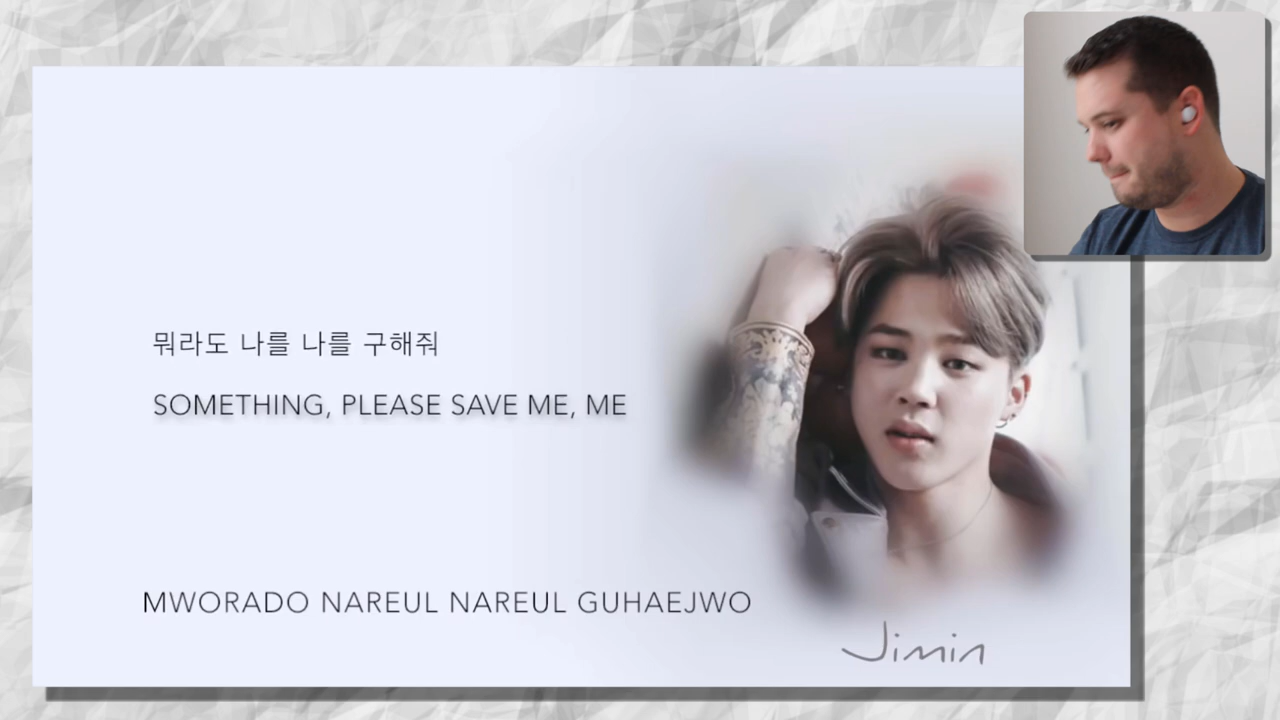 뭐라도 나를 나를 구해줘
SOMETHING, PLEASE SAVE ME, ME
MWORADO NAREUL NAREUL GUHAEJWO
Jimin